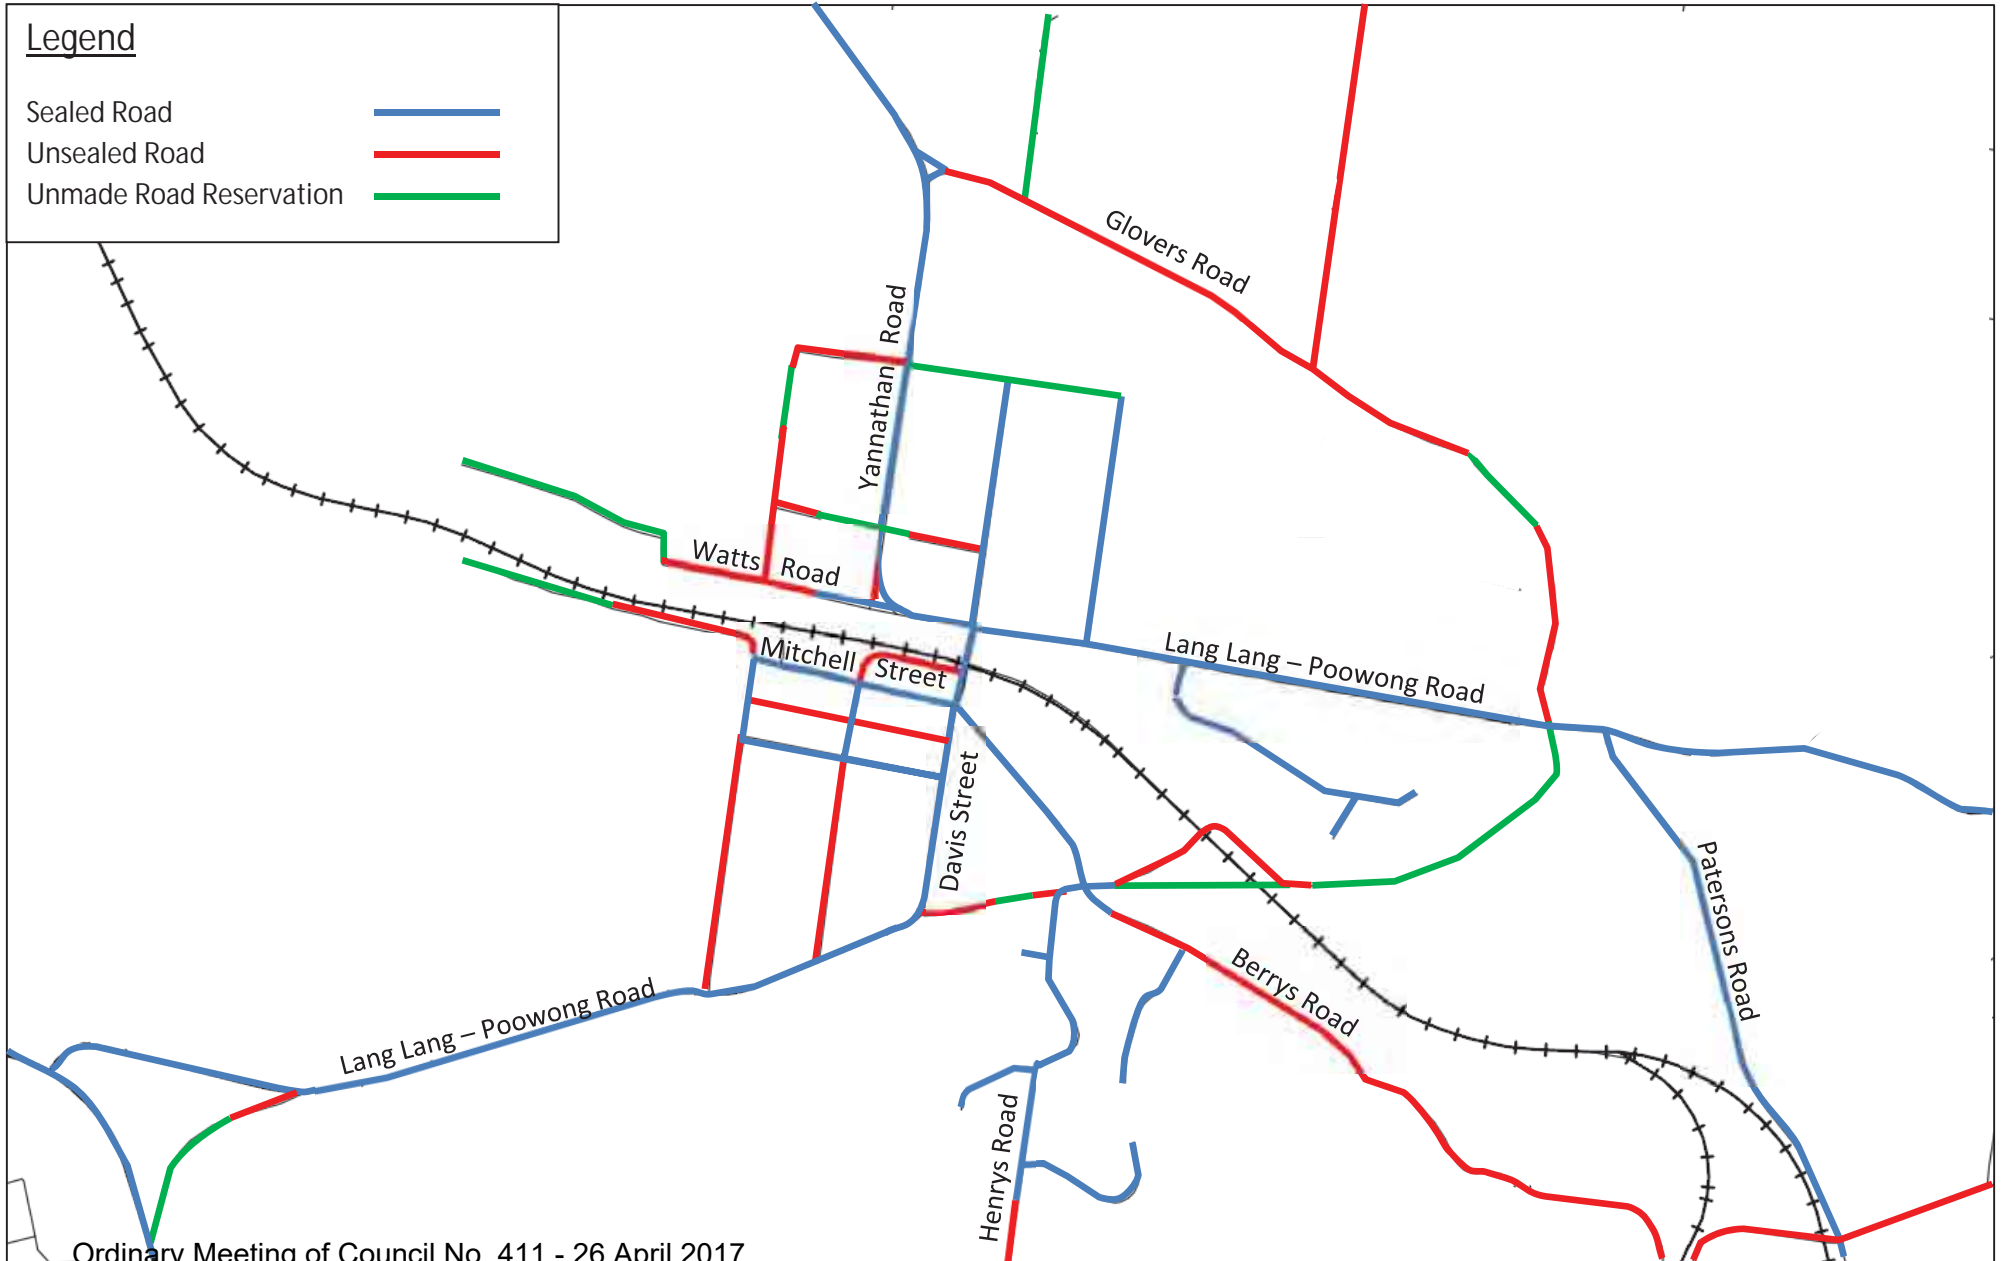 Legend
Sealed Road
Unsealed Road
Unmade Road Reservation
Glovers Road
Yannathan Road
Watts Road
Mitchell Street
Lang Lang – Poowong Road
Davis Street
Patersons Road
Berrys Road
Lang Lang – Poowong Road
Henrys Road
Ordinary Meeting of Council No. 411 - 26 April 2017